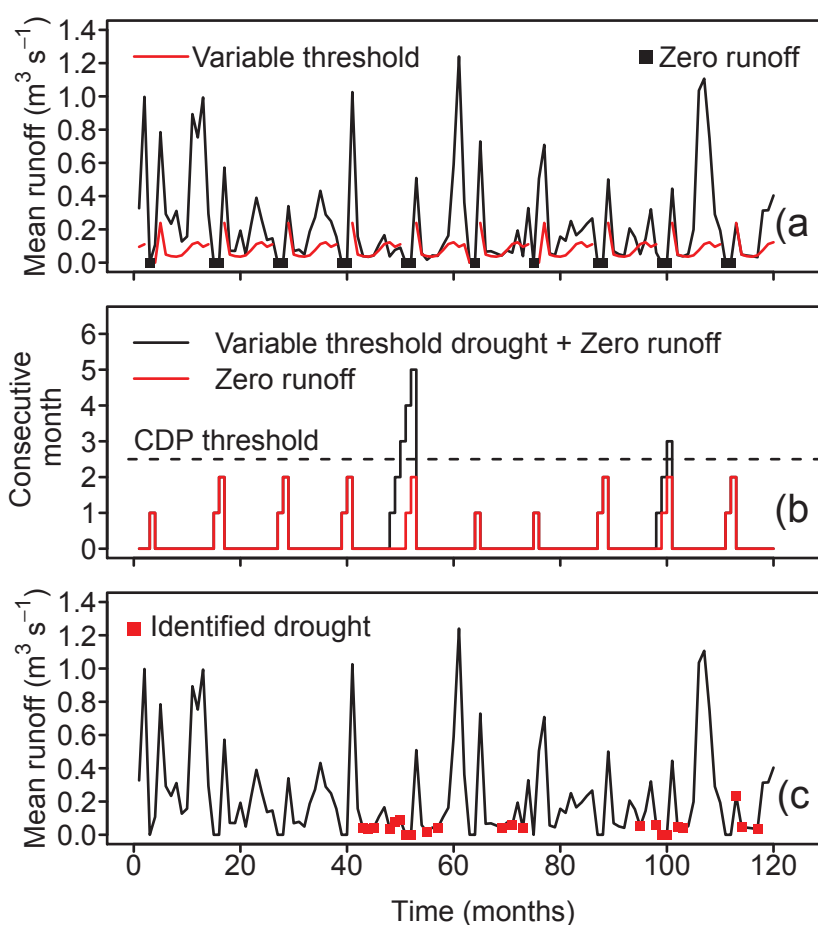 Mean runoff (m³ s⁻¹)
1.4
1.2
1.0
0.8
0.6
0.4
0.2
0.0
Variable threshold
Zero runoff
(a
Consecutive
month
6
5
4
3
2
1
0
Variable threshold drought + Zero runoff
Zero runoff
CDP threshold
(b
Mean runoff (m³ s⁻¹)
1.4
1.2
1.0
0.8
0.6
0.4
0.2
0.0
Identified drought
(c
0 20 40 60 80 100 120
Time (months)